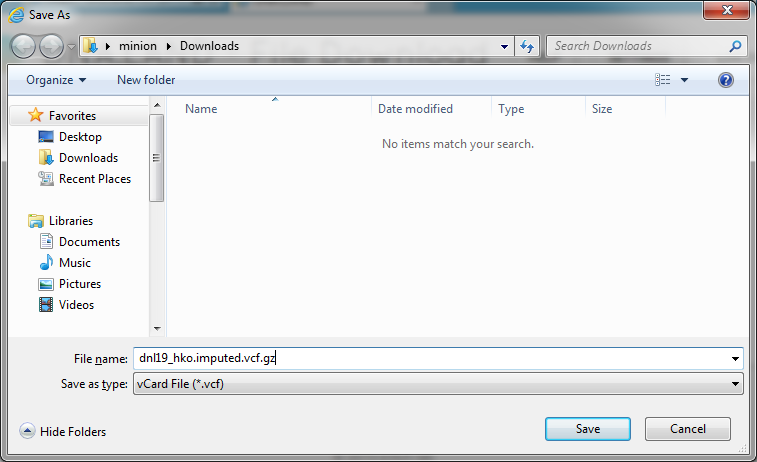 Save As
minion
Downloads
Search Downloads
Organize
New folder
Name
Date modified
Type
Size
No items match your search.
Favorites
Desktop
Downloads
Recent Places
Libraries
Documents
Music
Pictures
Videos
File name:
dnl19_hko.imputed.vcf.gz
Save as type:
vCard File (*.vcf)
Hide Folders
Save
Cancel